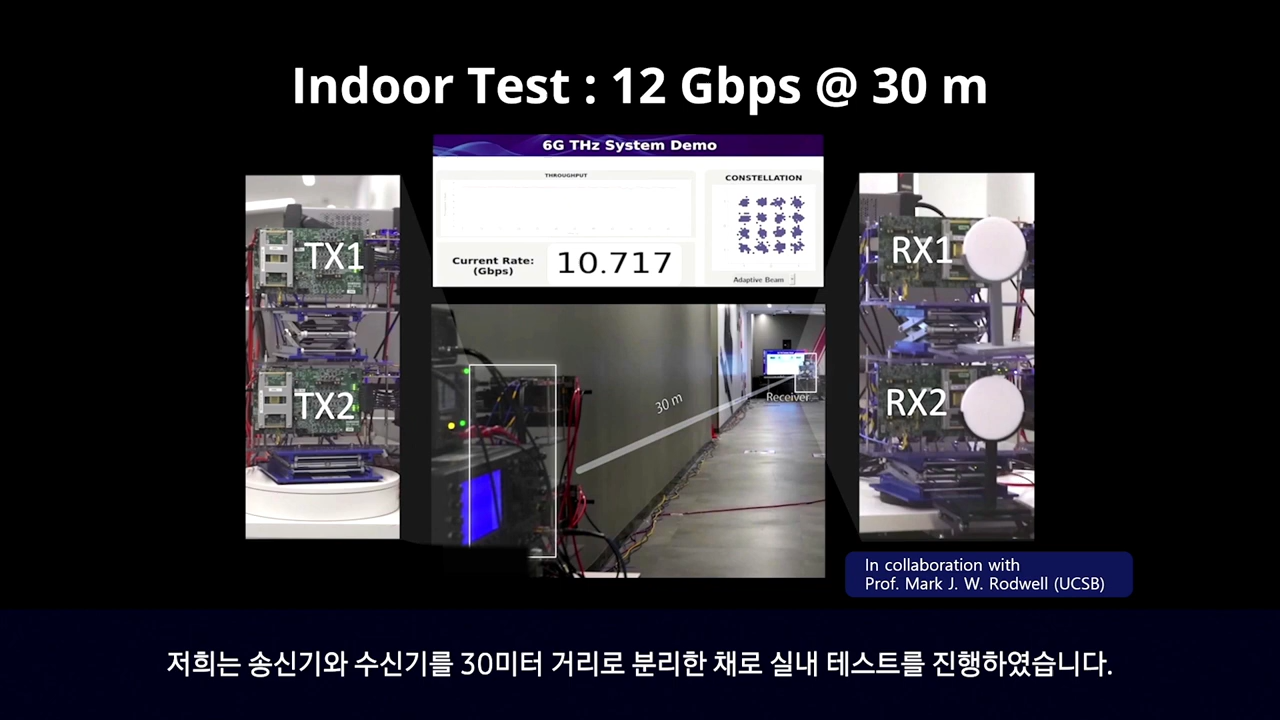 Indoor Test : 12 Gbps @ 30 m
6G THz System Demo
THROUGHPUT
CONSTELLATION
Current Rate:
(Gbps)
10.717
Adaptive Beam
TX1
TX2
RX1
RX2
30 m
Receiver
In collaboration with
Prof. Mark J. W. Rodwell (UCSB)
저희는 송신기와 수신기를 30미터 거리로 분리한 채로 실내 테스트를 진행하였습니다.